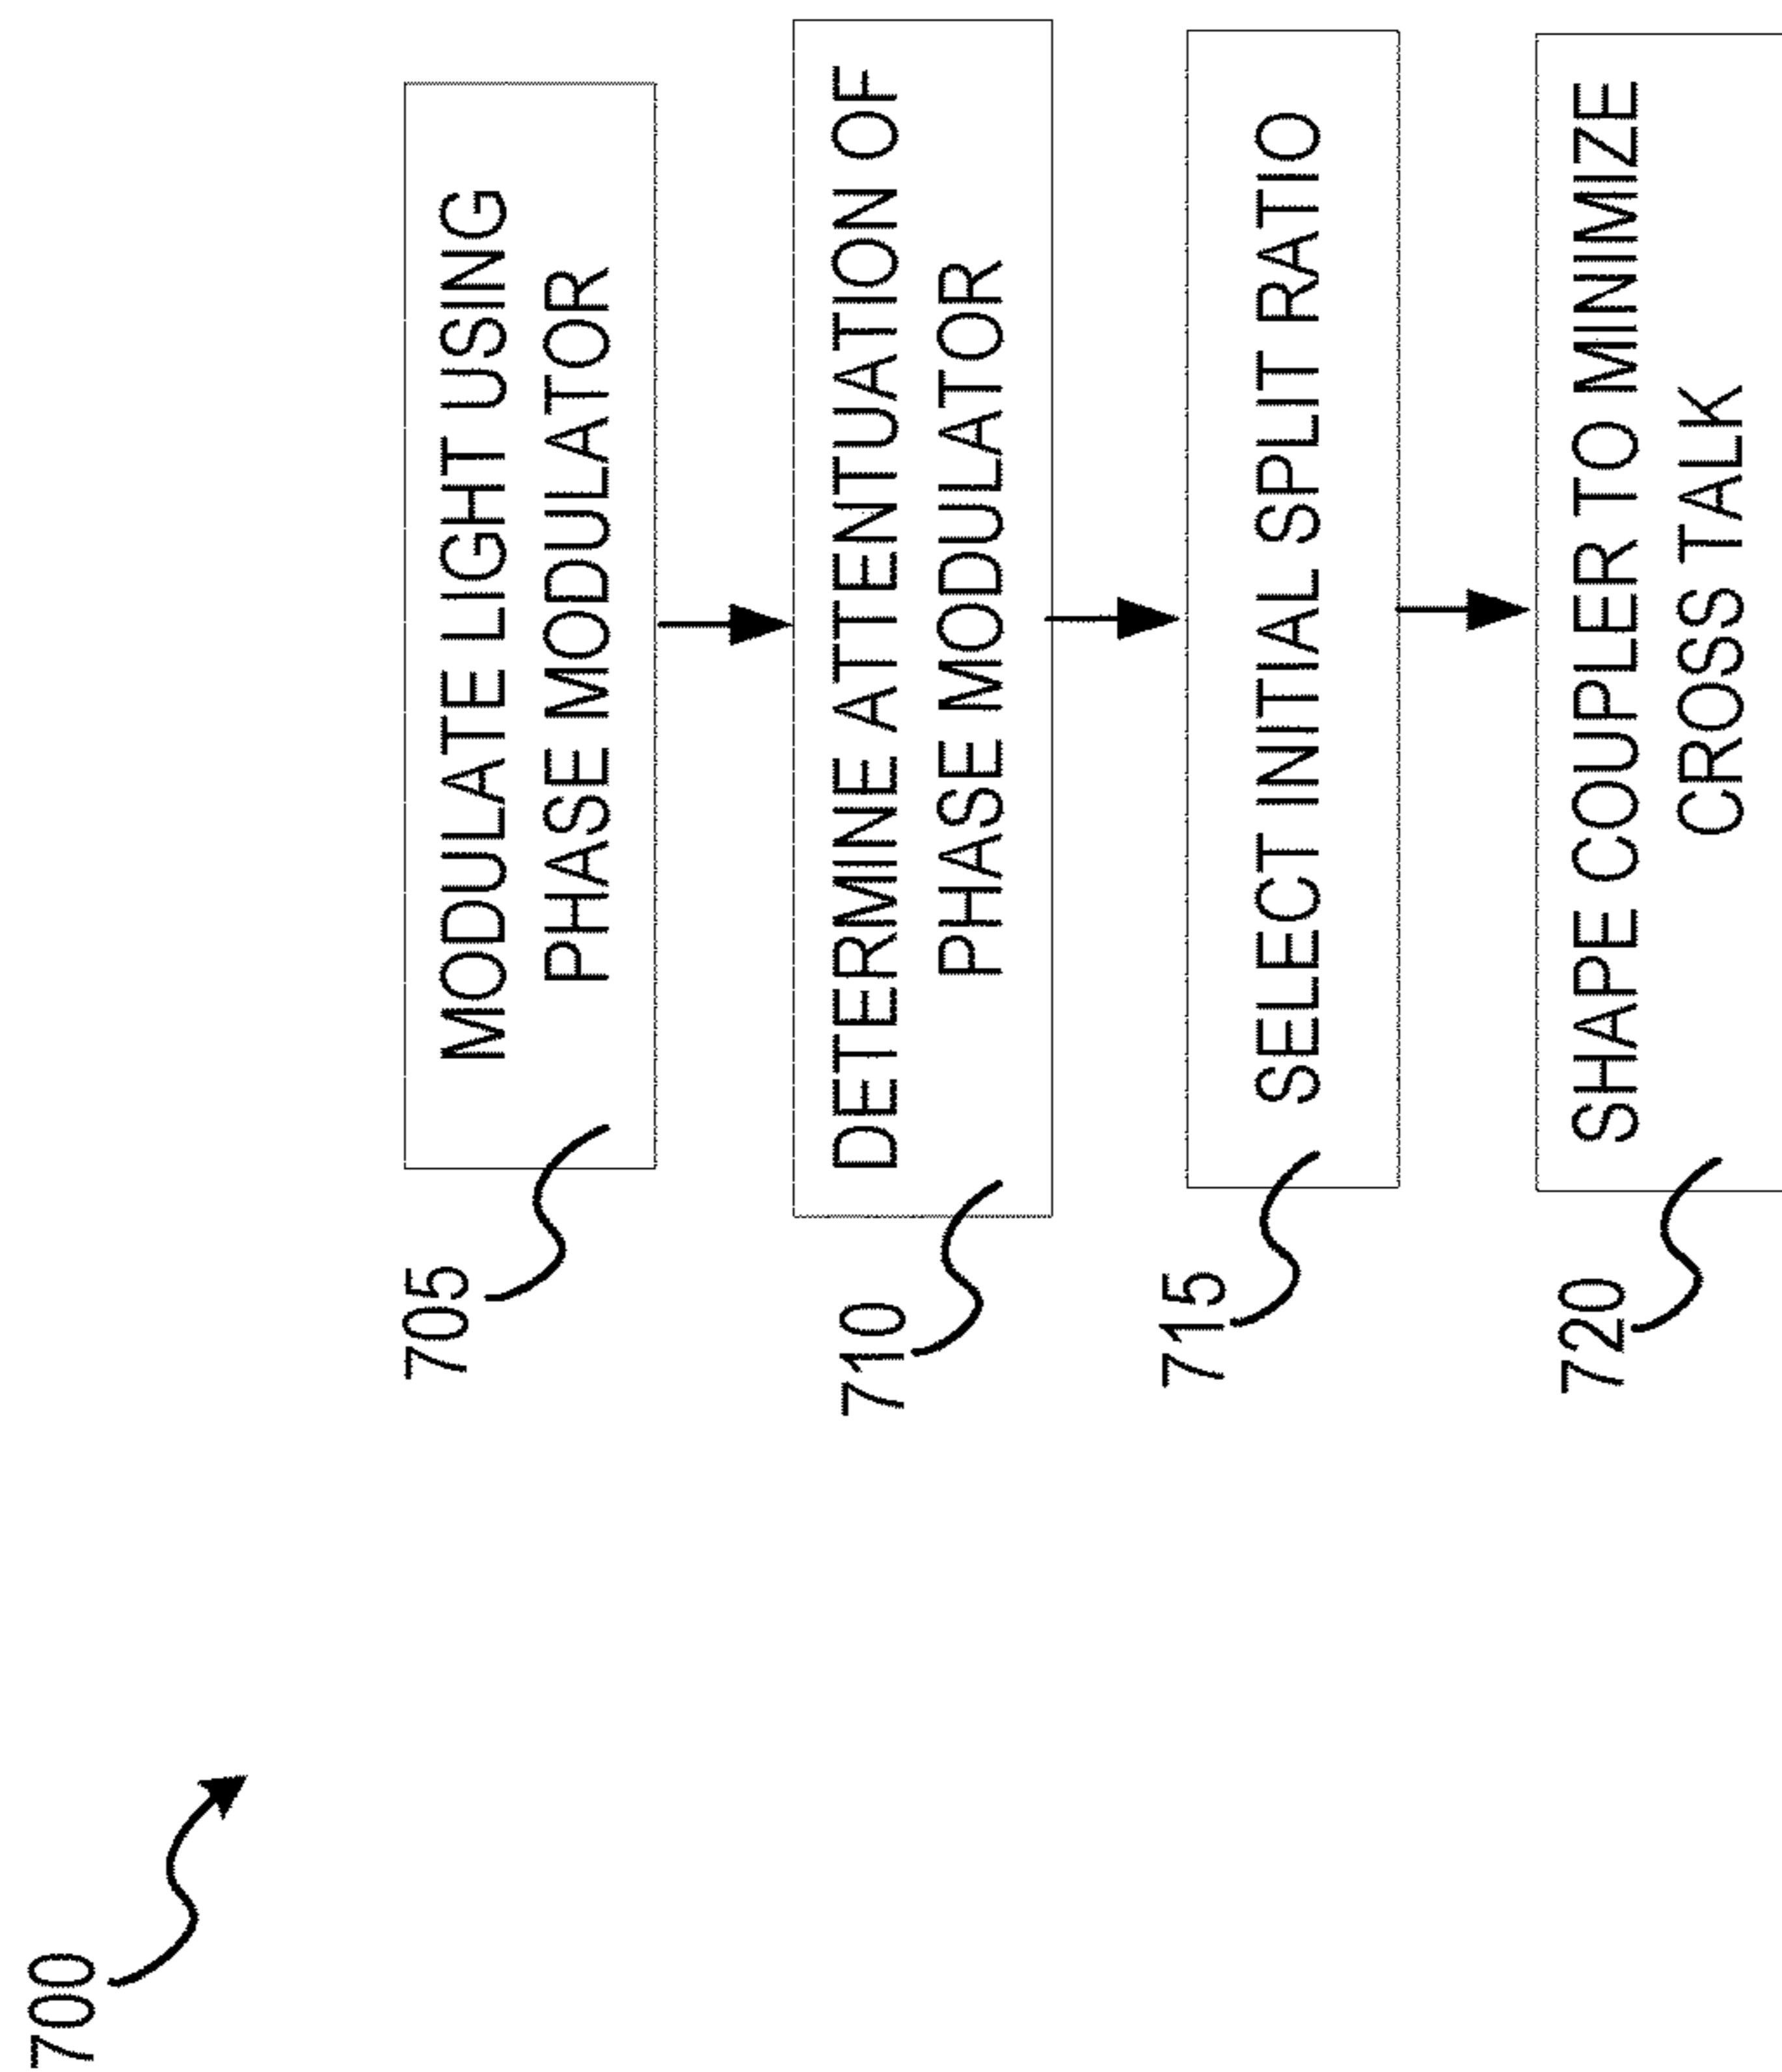 700
705
MODULATE LIGHT USING
PHASE MODULATOR
710
DETERMINE ATTENTUATION OF
PHASE MODULATOR
715
SELECT INITIAL SPLIT RATIO
720
SHAPE COUPLER TO MINIMIZE
CROSS TALK